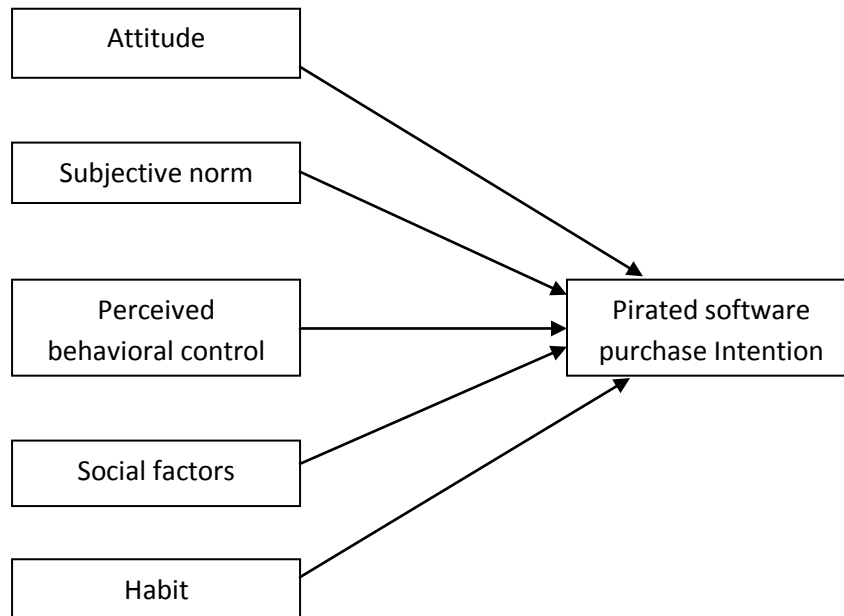 Attitude
Subjective norm
Perceived
behavioral control
Pirated software
purchase Intention
Social factors
Habit